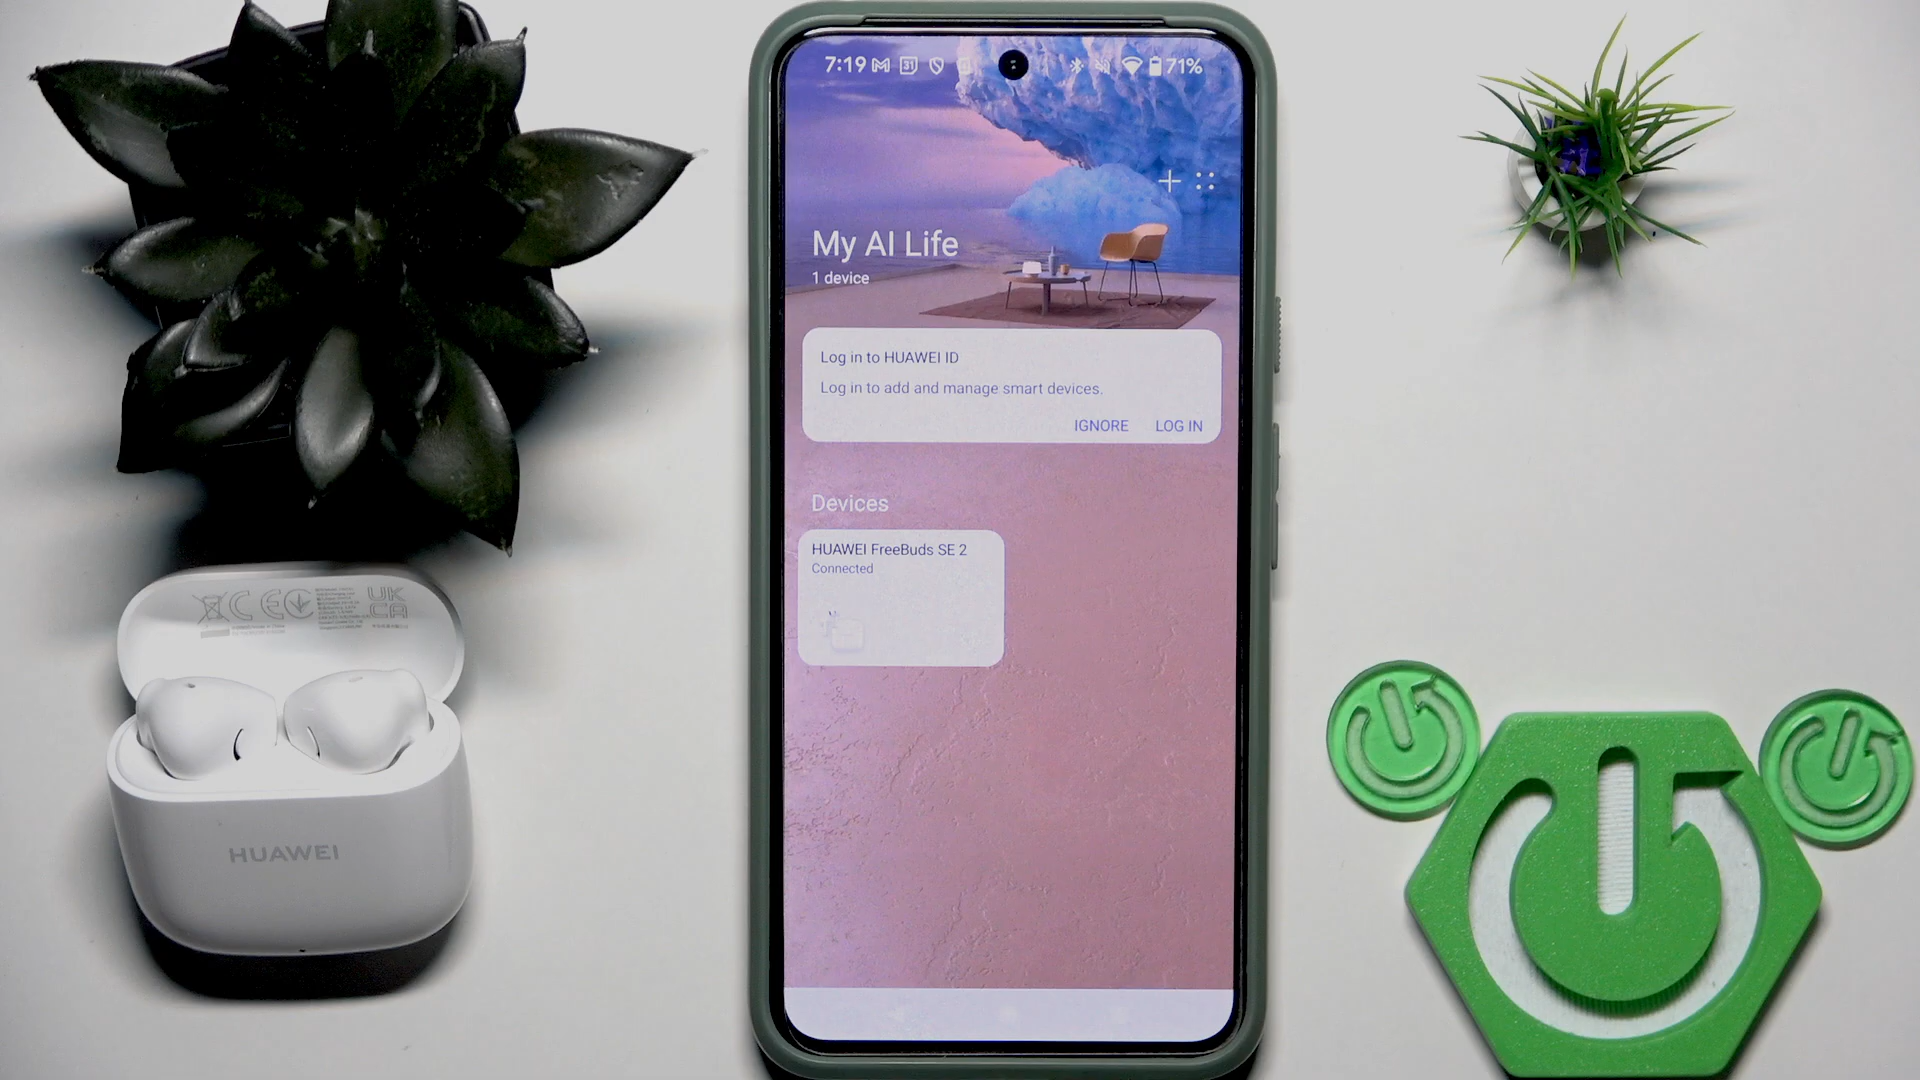 7:19
31
71%
My AI Life
1 device
Log in to HUAWEI ID
Log in to add and manage smart devices.
IGNORE LOG IN
Devices
HUAWEI FreeBuds SE 2
Connected
UK
CA
HUAWEI